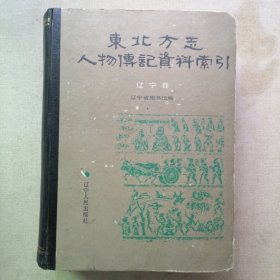 東北方志
人物傳記資料索引
辽宁卷
辽宁省图书馆编
辽宁人民出版社